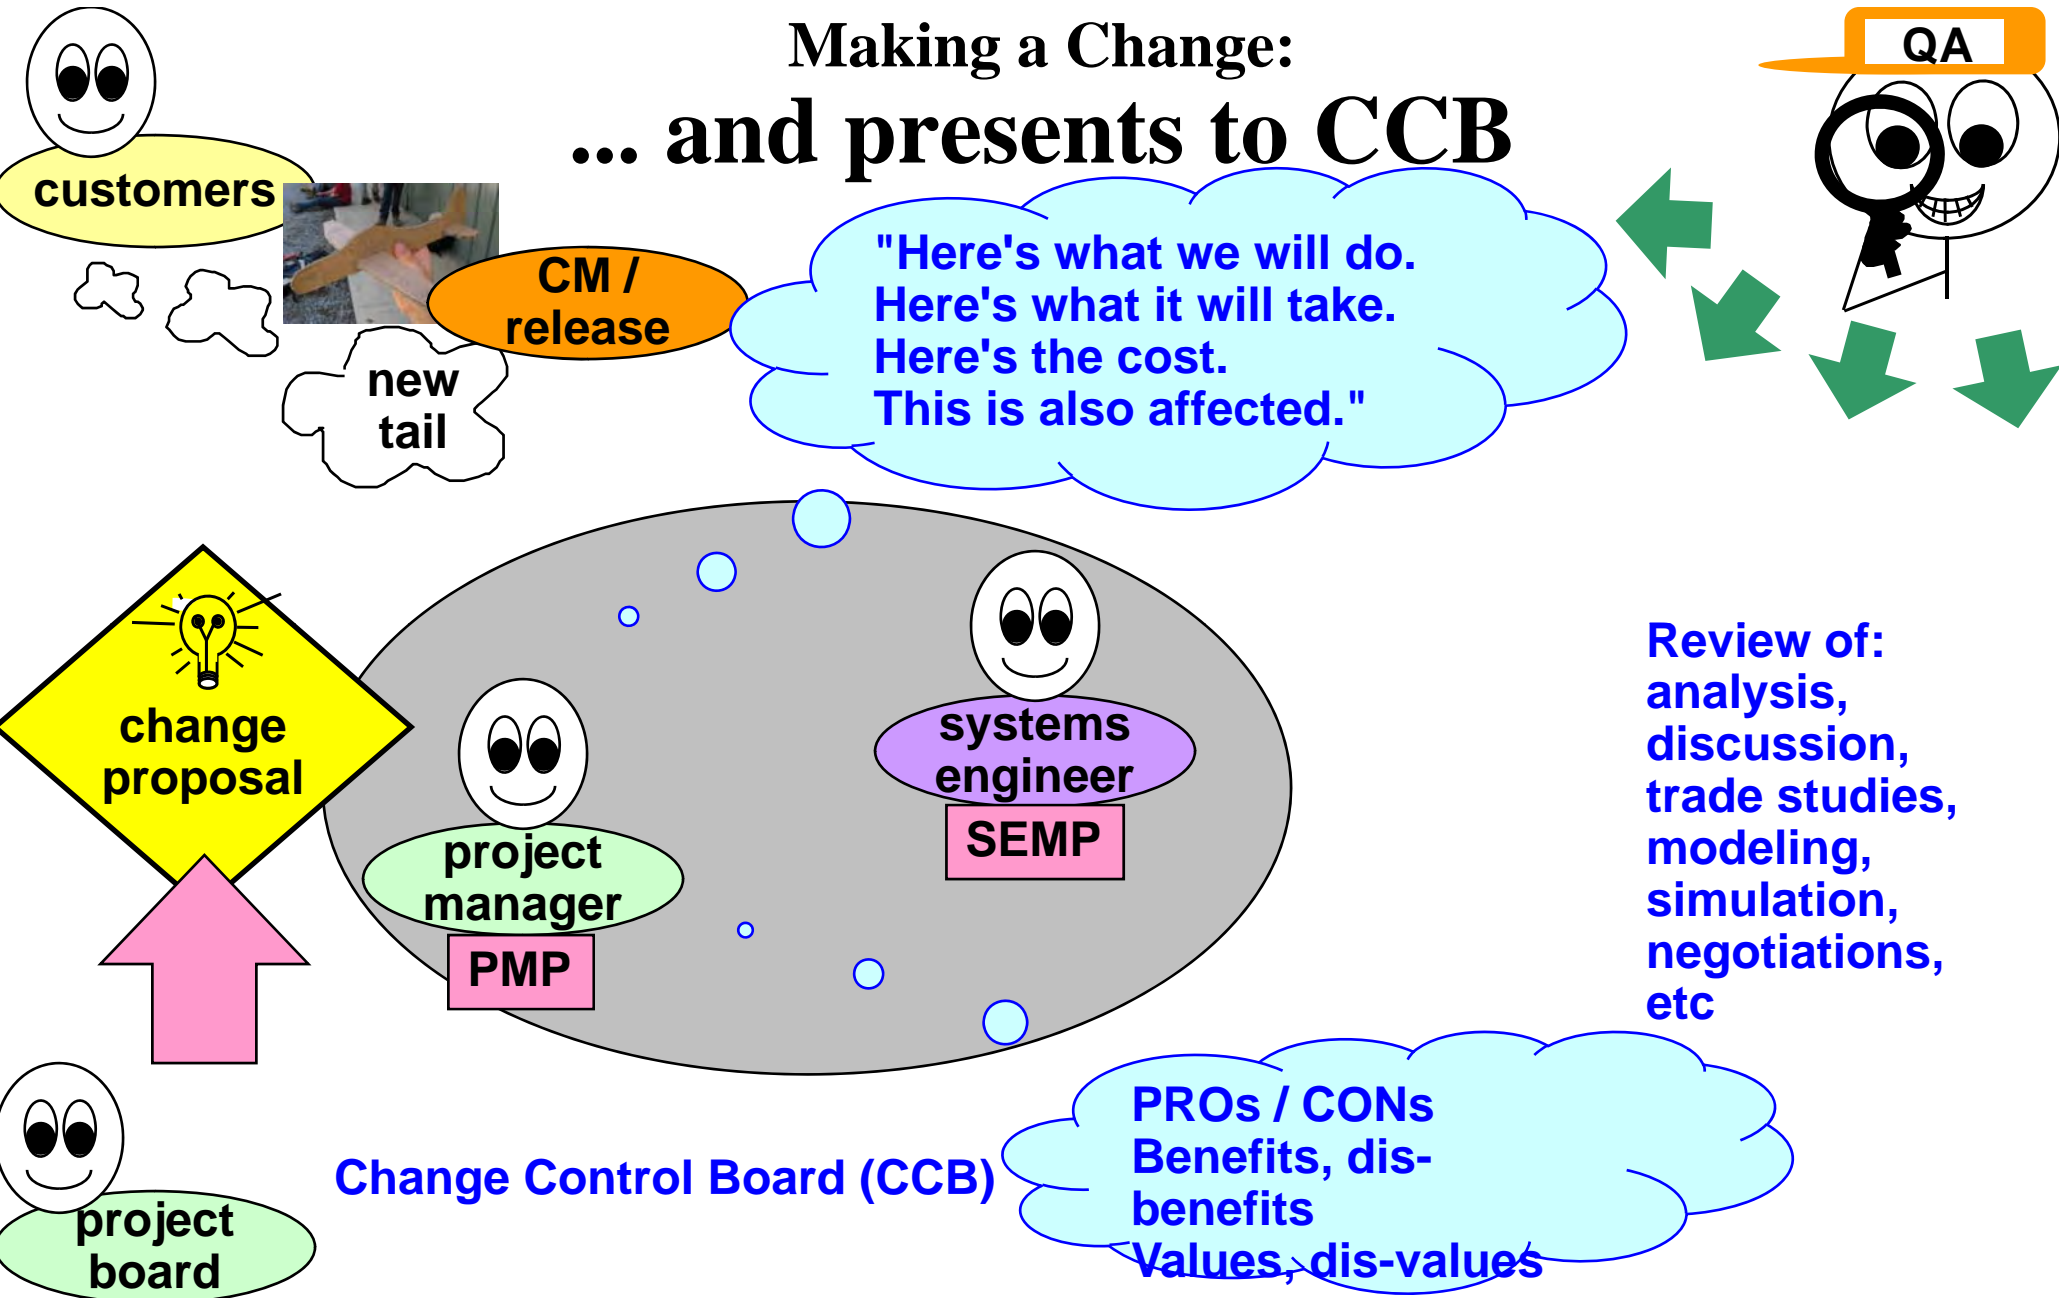 Making a Change:
... and presents to CCB
QA
customers
CM /
release
"Here's what we will do.
Here's what it will take.
Here's the cost.
This is also affected."
new
tail
change
proposal
systems
engineer
SEMP
project
manager
PMP
Review of:
analysis,
discussion,
trade studies,
modeling,
simulation,
negotiations,
etc
PROs / CONs
Benefits, dis-
benefits
Values, dis-values
Change Control Board (CCB)
project
board